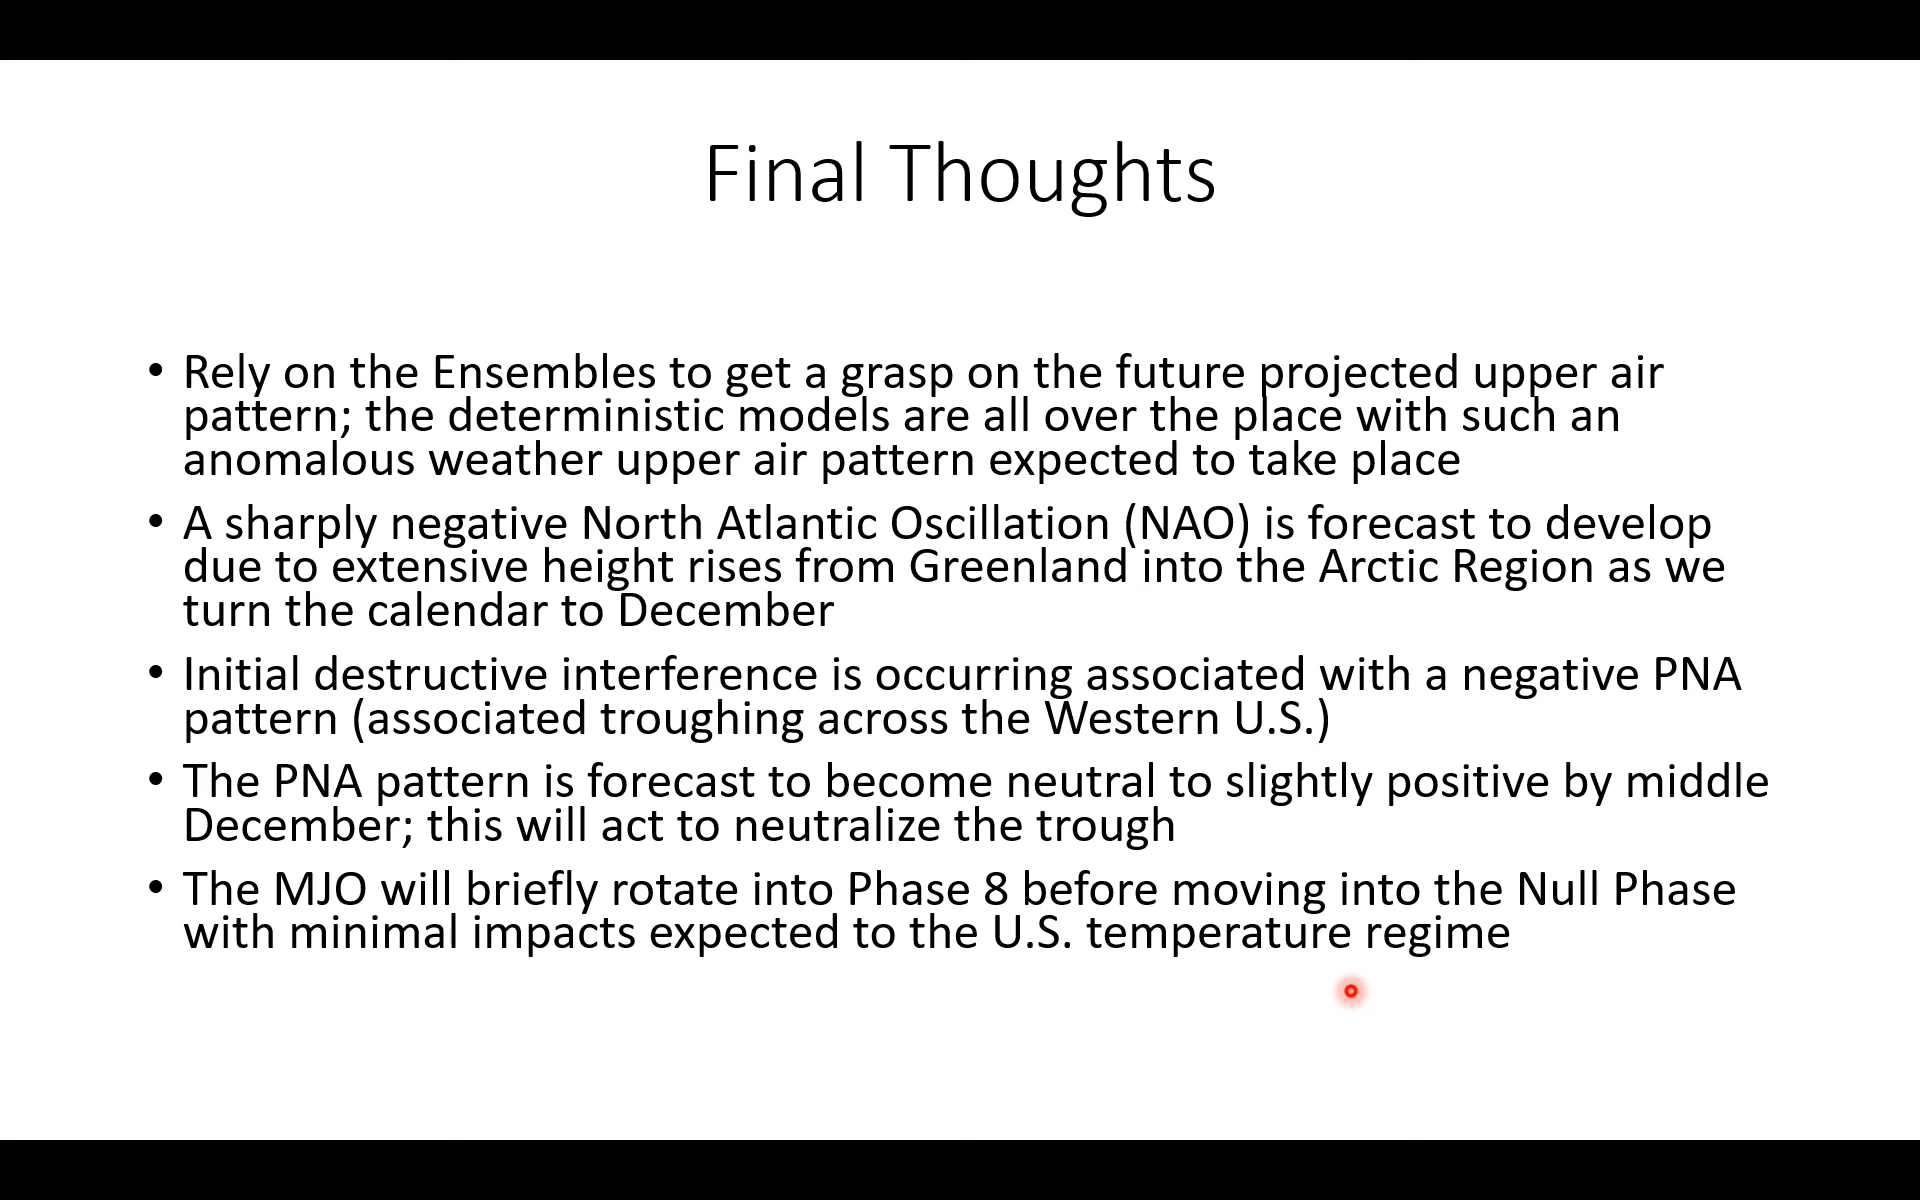 Final Thoughts
• Rely on the Ensembles to get a grasp on the future projected upper air
pattern; the deterministic models are all over the place with such an
anomalous weather upper air pattern expected to take place
• A sharply negative North Atlantic Oscillation (NAO) is forecast to develop
due to extensive height rises from Greenland into the Arctic Region as we
turn the calendar to December
• Initial destructive interference is occurring associated with a negative PNA
pattern (associated troughing across the Western U.S.)
• The PNA pattern is forecast to become neutral to slightly positive by middle
December; this will act to neutralize the trough
• The MJO will briefly rotate into Phase 8 before moving into the Null Phase
with minimal impacts expected to the U.S. temperature regime